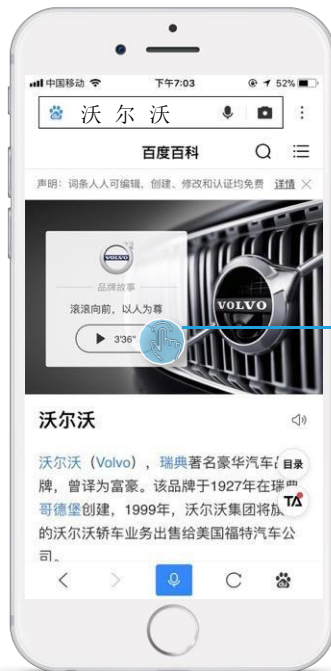 中国移动 下午7:03 52%
沃尔沃
百度百科
声明：词条人人可编辑、创建、修改和认证均免费 详情
VOLVO
品牌故事
滚滚向前，以人为尊
3'36"
VOLVO
沃尔沃
沃尔沃（Volvo），瑞典著名豪华汽车
目录
牌，曾译为富豪。该品牌于1927年在瑞典
哥德堡创建，1999年，沃尔沃集团将旗
的沃尔沃轿车业务出售给美国福特汽车公
司。